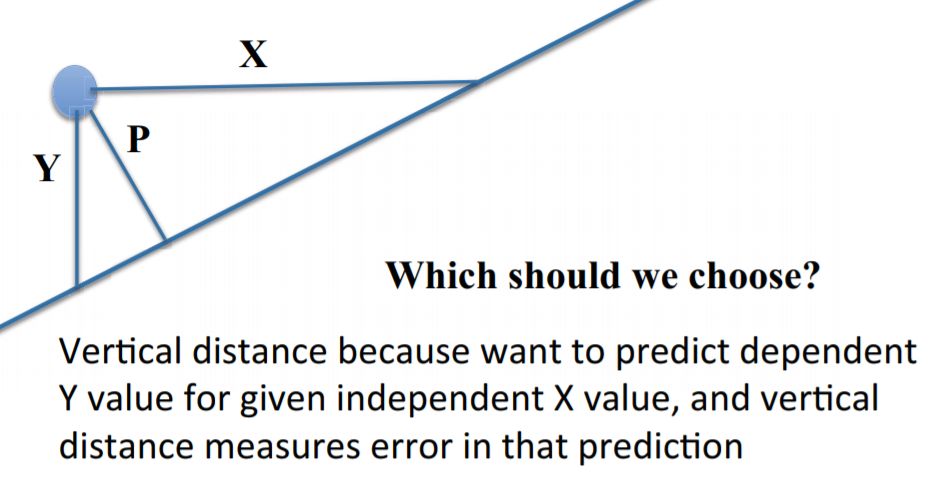 X
P
Y
Which should we choose?
Vertical distance because want to predict dependent
Y value for given independent X value, and vertical
distance measures error in that prediction